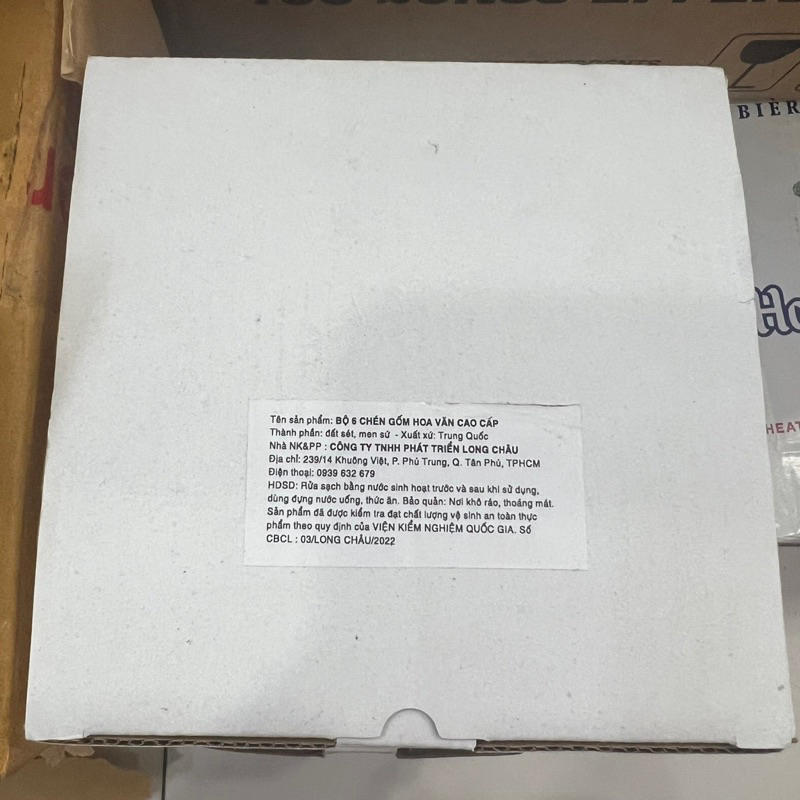 BIÈR
Ho
HEAT
Tên sản phẩm: BỘ 6 CHÉN GỐM HOA VĂN CAO CẤP
Thành phần: đất sét, men sứ - Xuất xứ: Trung Quốc
Nhà NK&PP : CÔNG TY TNHH PHÁT TRIỂN LONG CHÂU
Địa chỉ: 239/14 Khuông Việt, P. Phú Trung, Q. Tân Phú, TPHCM
Điện thoại: 0939 632 679
HDSD: Rửa sạch bằng nước sinh hoạt trước và sau khi sử dụng,
dùng đựng nước uống, thức ăn. Bảo quản: Nơi khô ráo, thoáng mát.
Sản phẩm đã được kiểm tra đạt chất lượng vệ sinh an toàn thực
phẩm theo quy định của VIỆN KIỂM NGHIỆM QUỐC GIA. Số
CBCL : 03/LONG CHÂU/2022